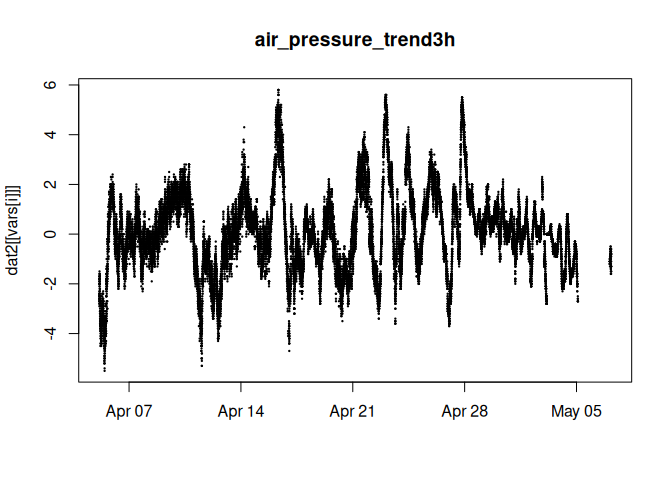 air_pressure_trend3h
dat2[[vars[i]]]
6
4
2
0
-2
-4
Apr 07
Apr 14
Apr 21
Apr 28
May 05